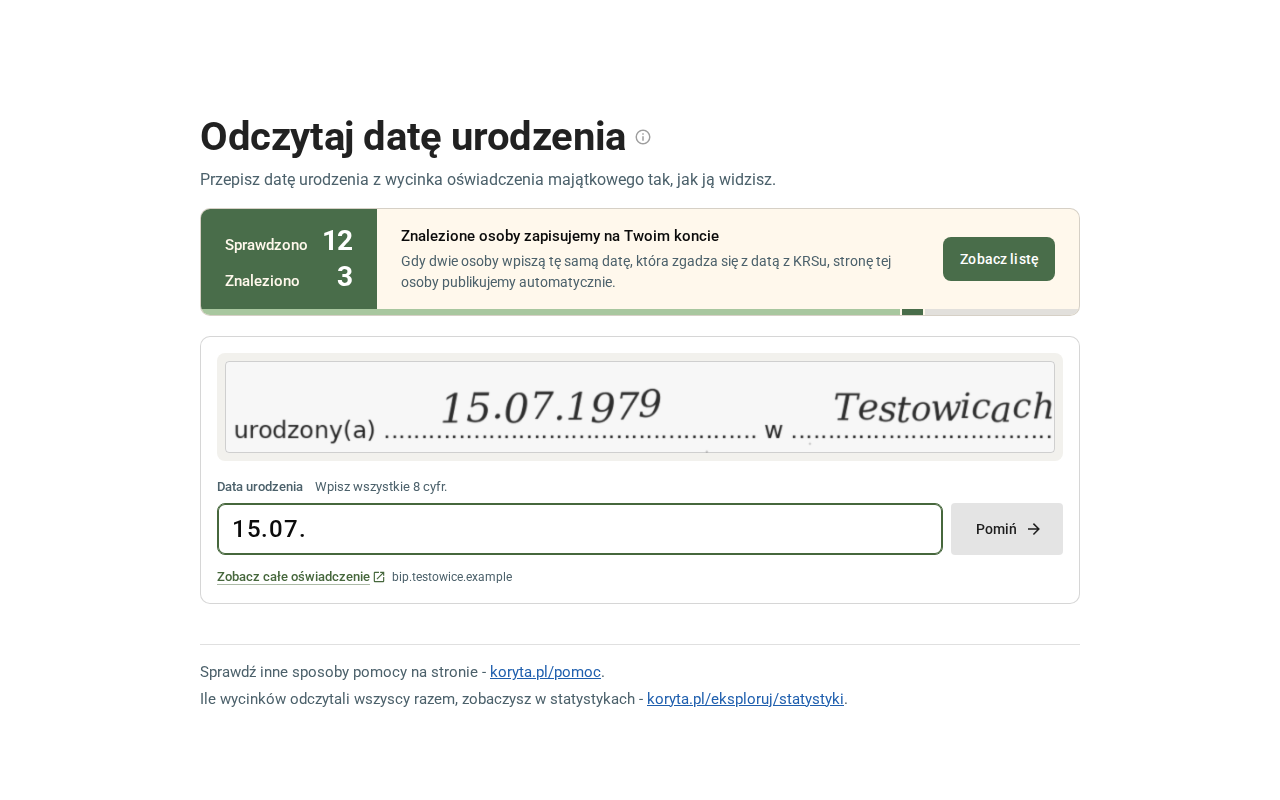 Odczytaj datę urodzenia
Przepisz datę urodzenia z wycinka oświadczenia majątkowego tak, jak ją widzisz.
Sprawdzono 12
Znaleziono 3
Znalezione osoby zapisujemy na Twoim koncie
Gdy dwie osoby wpiszą tę samą datę, która zgadza się z datą z KRSu, stronę tej
osoby publikujemy automatycznie.
Zobacz listę
15.07.1979 Testowicach
urodzony(a) .................................................. w ...................................
Data urodzenia Wpisz wszystkie 8 cyfr.
15.07.
Pomiń
Zobacz całe oświadczenie bip.testowice.example
Sprawdź inne sposoby pomocy na stronie - koryta.pl/pomoc.
Ile wycinków odczytali wszyscy razem, zobaczysz w statystykach - koryta.pl/eksploruj/statystyki.